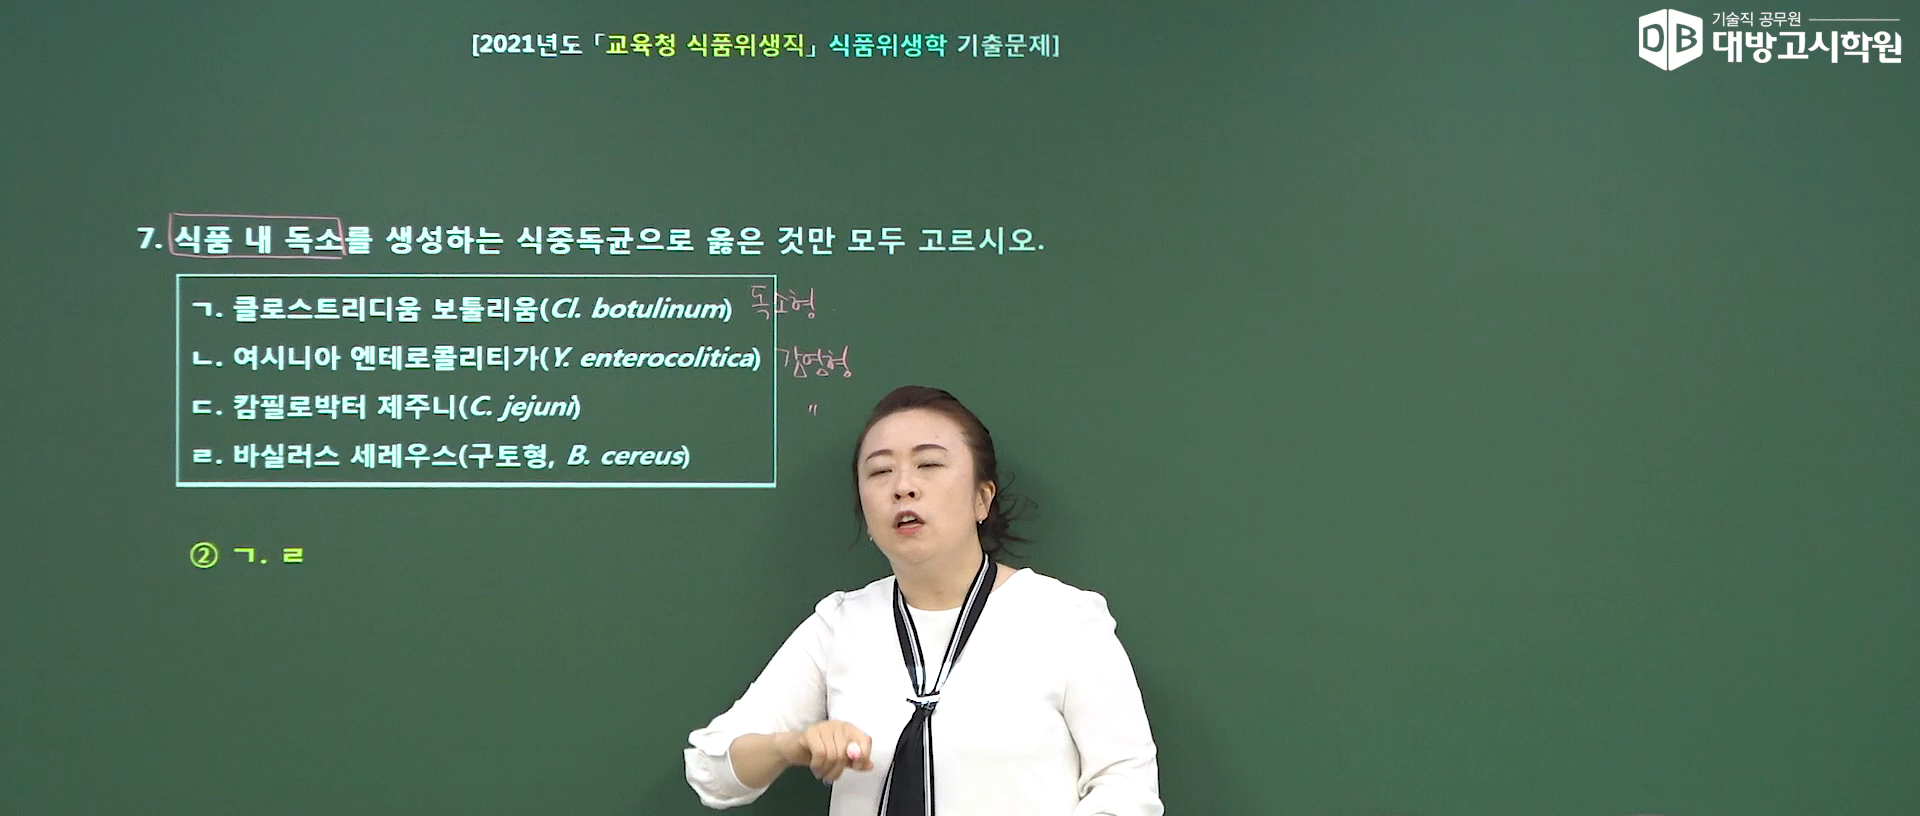 [2021년도 「교육청 식품위생직」 식품위생학 기출문제]
기술직 공무원
DB 대방고시학원
7. 식품 내 독소를 생성하는 식중독균으로 옳은 것만 모두 고르시오.
ㄱ. 클로스트리디움 보툴리움(Cl. botulinum) 독소형
ㄴ. 여시니아 엔테로콜리티가(Y. enterocolitica) 감염형
ㄷ. 캄필로박터 제주니(C. jejuni) 〃
ㄹ. 바실러스 세레우스(구토형, B. cereus)
② ㄱ. ㄹ